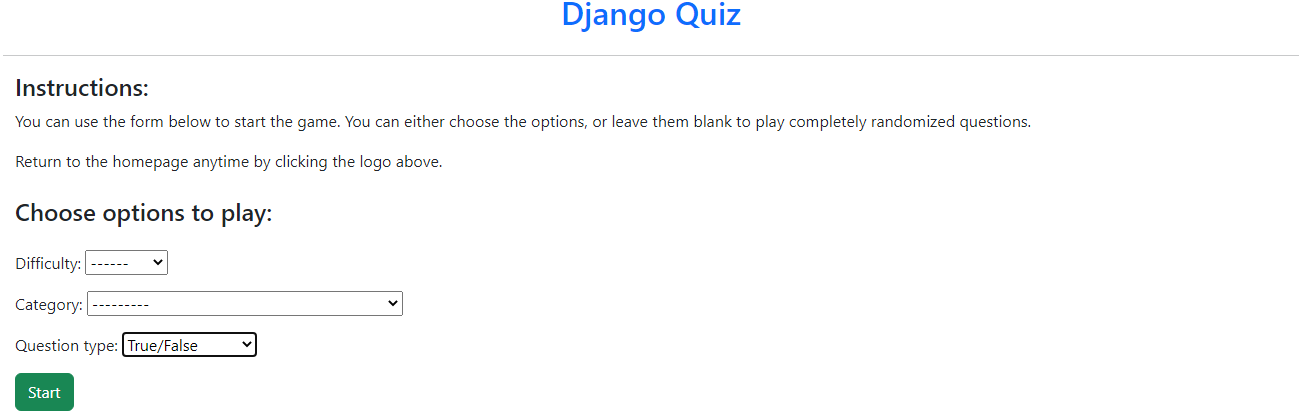 Django Quiz
Instructions:
You can use the form below to start the game. You can either choose the options, or leave them blank to play completely randomized questions.
Return to the homepage anytime by clicking the logo above.
Choose options to play:
Difficulty: ------
Category: ---------
Question type: True/False
Start